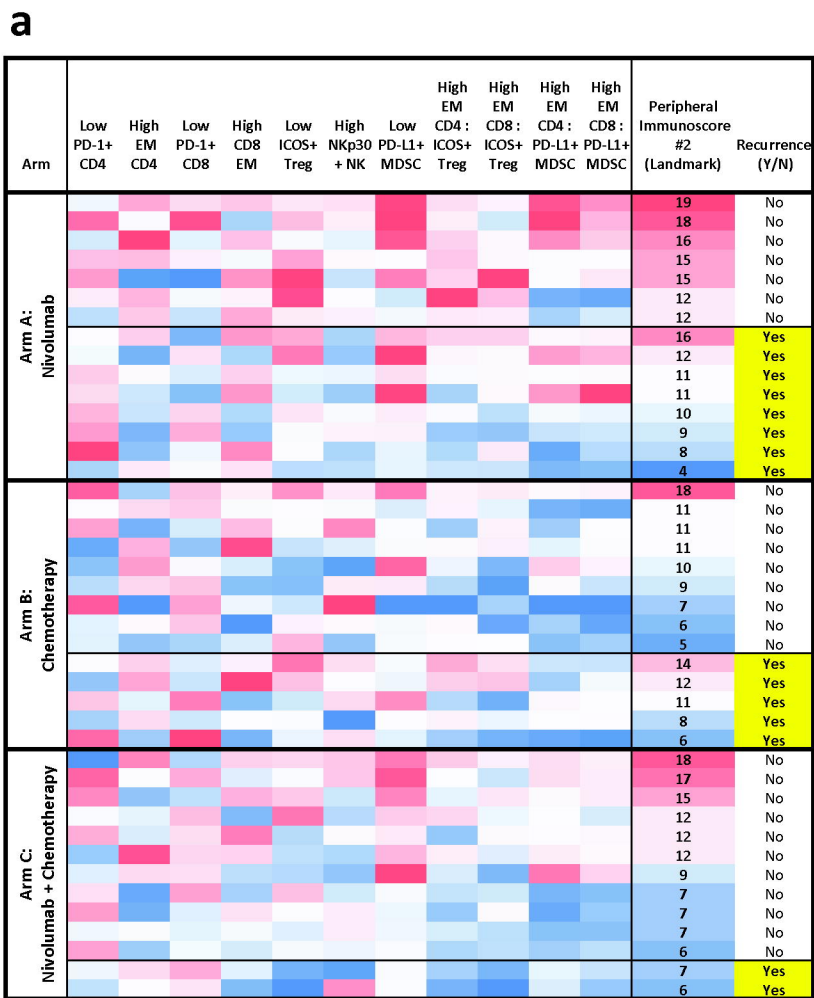 a
Arm
Low PD-1+ CD4
High EM CD4
Low PD-1+ CD8
High CD8 EM
Low ICOS+ Treg
High NKp30 + NK
Low PD-L1+ MDSC
High EM CD4 : ICOS+ Treg
High EM CD8 : ICOS+ Treg
High EM CD4 : PD-L1+ MDSC
High EM CD8 : PD-L1+ MDSC
Peripheral Immunoscore #2 (Landmark)
Recurrence (Y/N)
Arm A:
Nivolumab
19 No
18 No
16 No
15 No
15 No
12 No
12 No
16 Yes
12 Yes
11 Yes
11 Yes
10 Yes
9 Yes
8 Yes
4 Yes
Arm B:
Chemotherapy
18 No
11 No
11 No
11 No
10 No
9 No
7 No
6 No
5 No
14 Yes
12 Yes
11 Yes
8 Yes
6 Yes
Arm C:
Nivolumab + Chemotherapy
18 No
17 No
15 No
12 No
12 No
12 No
9 No
7 No
7 No
7 No
6 No
7 Yes
6 Yes